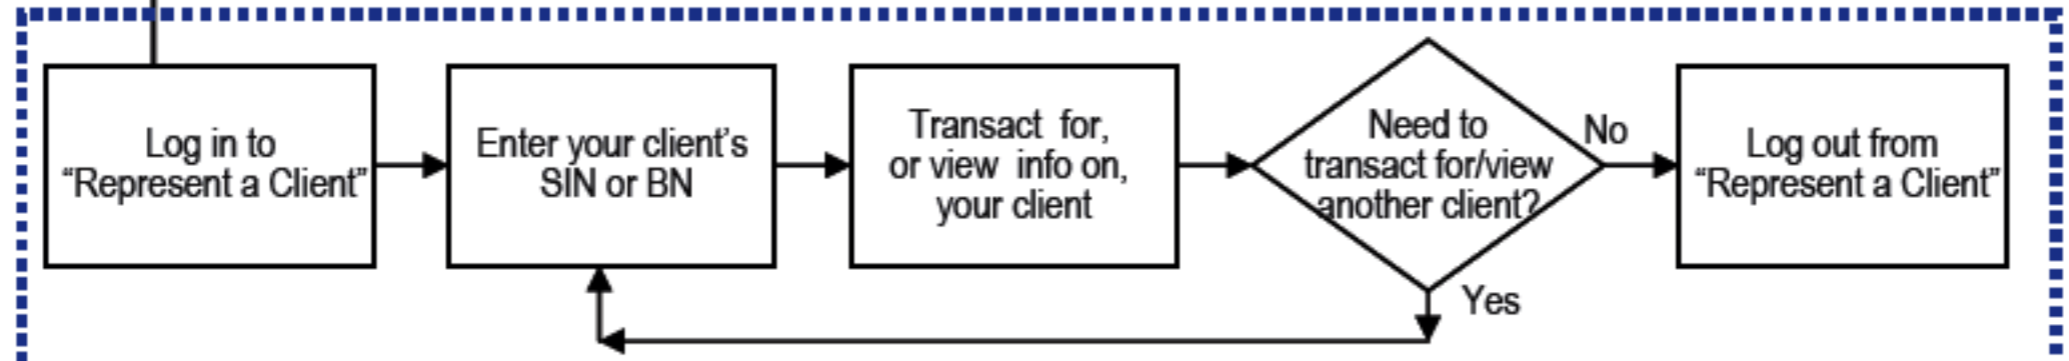 Log in to
“Represent a Client”
Enter your client’s
SIN or BN
Transact for,
or view info on,
your client
Need to
transact for/view
another client?
No
Yes
Log out from
“Represent a Client”